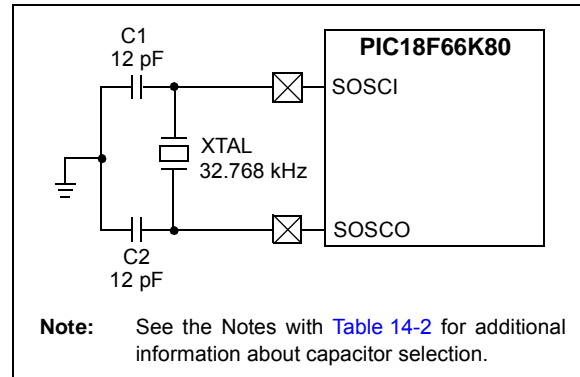 C1
12 pF
PIC18F66K80
SOSCI
XTAL
32.768 kHz
SOSCO
C2
12 pF
Note: See the Notes with Table 14-2 for additional
information about capacitor selection.